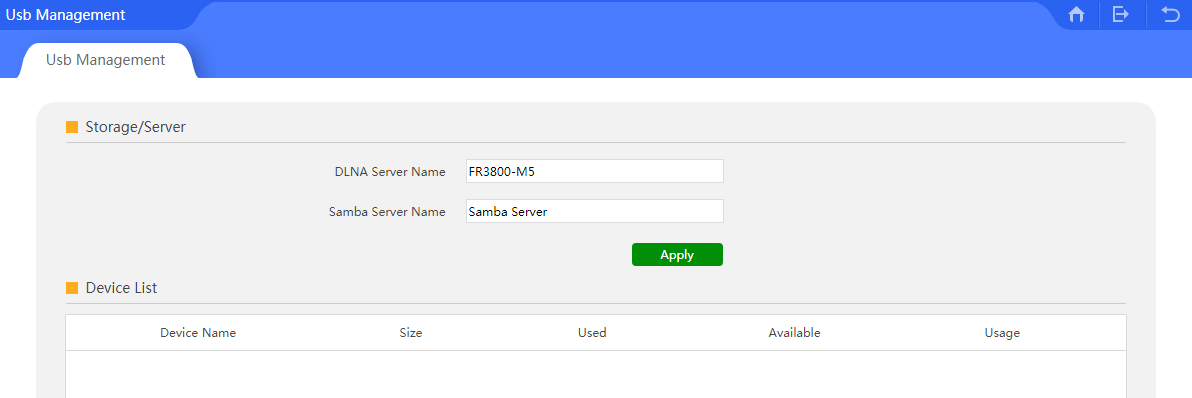 Usb Management
Usb Management
Storage/Server
DLNA Server Name FR3800-M5
Samba Server Name Samba Server
Apply
Device List
Device Name Size Used Available Usage